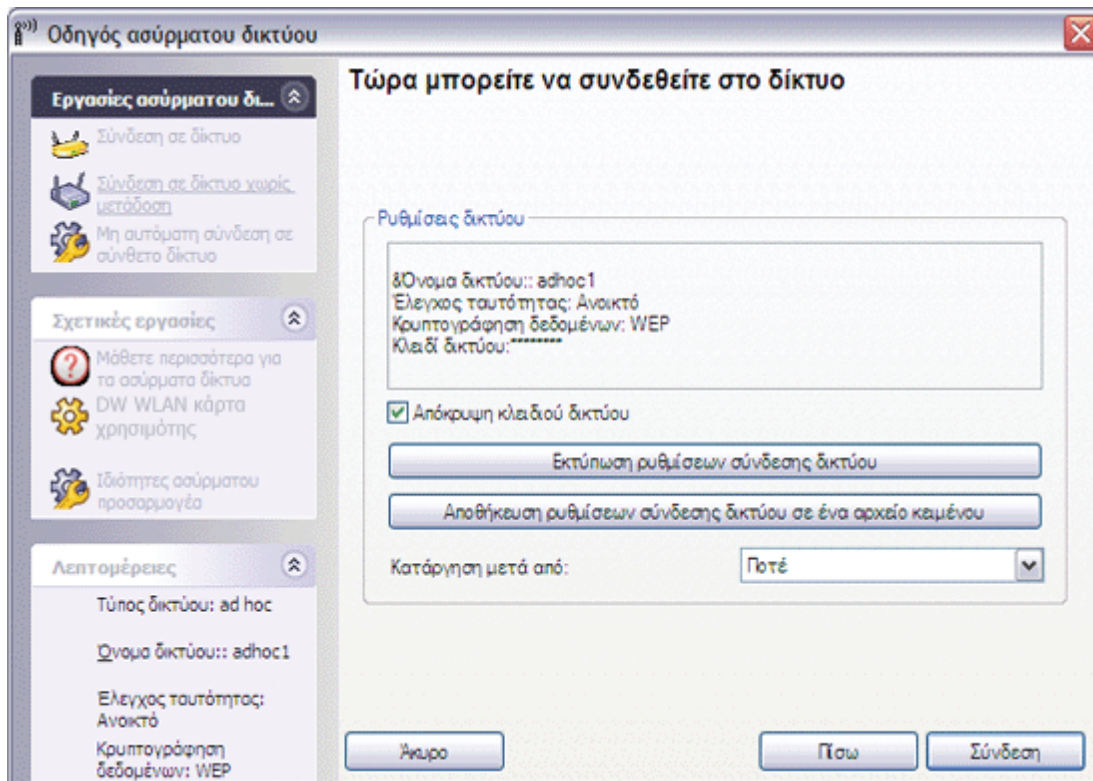 Οδηγός ασύρματου δικτύου
Εργασίες ασύρματου δι...
Σύνδεση σε δίκτυο
Σύνδεση σε δίκτυο χωρίς
μετάδοση
Μη αυτόματη σύνδεση σε
σύνθετο δίκτυο
Σχετικές εργασίες
Μάθετε περισσότερα για
τα ασύρματα δίκτυα
DW WLAN κάρτα
χρησιμότης
Ιδιότητες ασύρματου
προσαρμογέα
Λεπτομέρειες
Τύπος δικτύου: ad hoc
Όνομα δικτύου:: adhoc1
Έλεγχος ταυτότητας:
Ανοικτό
Κρυπτογράφηση
δεδομένων: WEP
Τώρα μπορείτε να συνδεθείτε στο δίκτυο
Ρυθμίσεις δικτύου
&Όνομα δικτύου:: adhoc1
Έλεγχος ταυτότητας: Ανοικτό
Κρυπτογράφηση δεδομένων: WEP
Κλειδί δικτύου:********
Απόκρυψη κλειδιού δικτύου
Εκτύπωση ρυθμίσεων σύνδεσης δικτύου
Αποθήκευση ρυθμίσεων σύνδεσης δικτύου σε ένα αρχείο κειμένου
Κατάργηση μετά από:
Ποτέ
Άκυρο
Πίσω
Σύνδεση